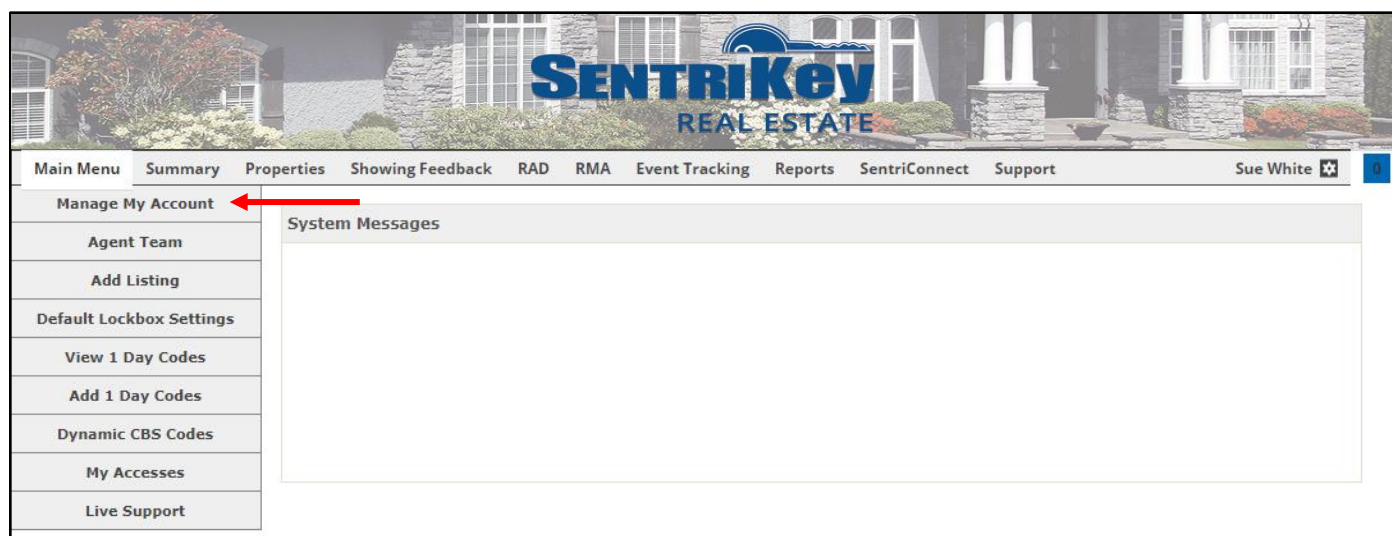 SENTRIKEY
REAL ESTATE
Main Menu Summary Properties Showing Feedback RAD RMA Event Tracking Reports SentriConnect Support Sue White 0
Manage My Account
System Messages
Agent Team
Add Listing
Default Lockbox Settings
View 1 Day Codes
Add 1 Day Codes
Dynamic CBS Codes
My Accesses
Live Support